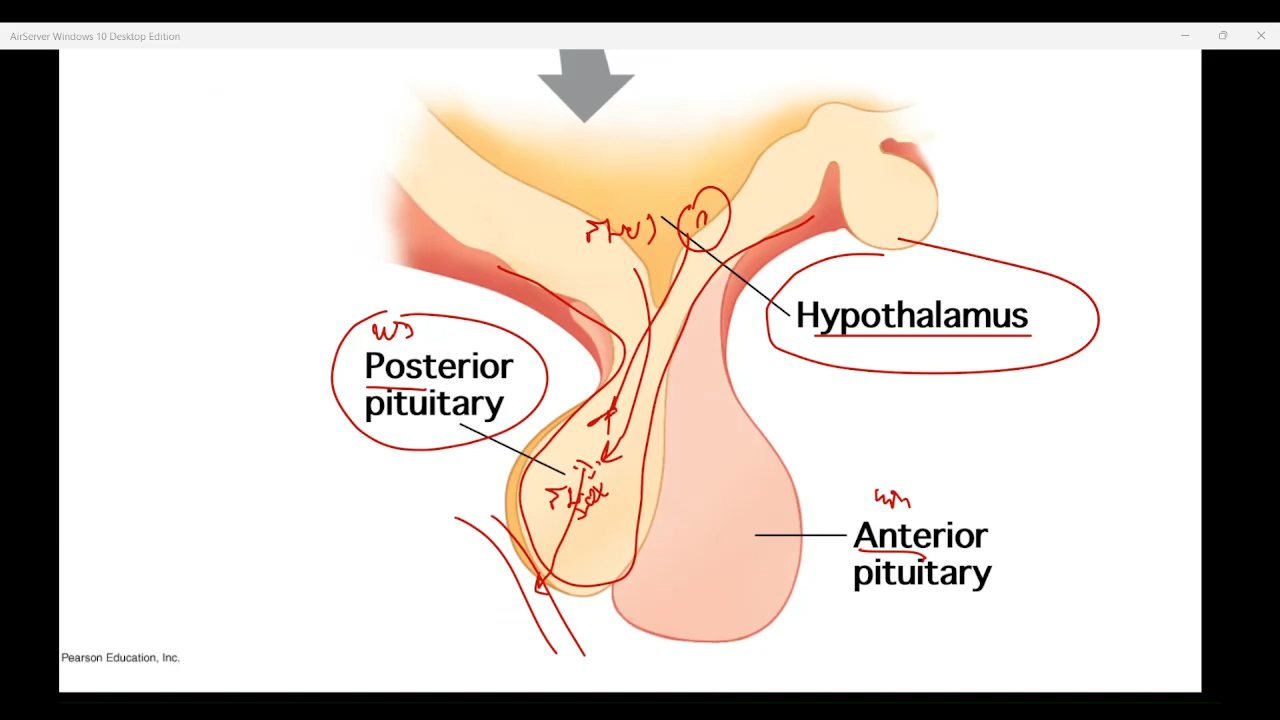 AirServer Windows 10 Desktop Edition
Hypothalamus
Posterior
pituitary
Anterior
pituitary
Pearson Education, Inc.